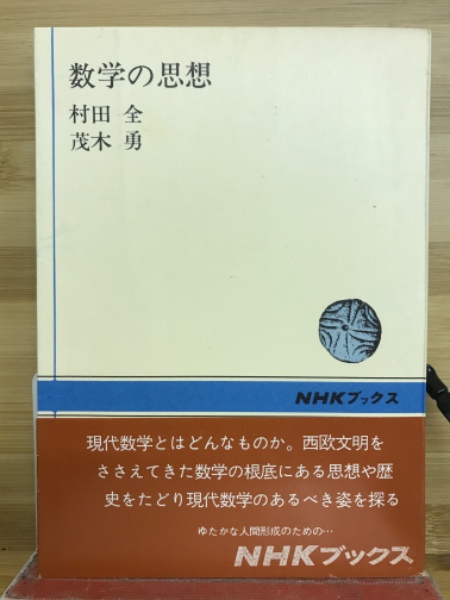 数学の思想
村田 全
茂木 勇
NHKブックス
現代数学とはどんなものか。西欧文明を
ささえてきた数学の根底にある思想や歴
史をたどり現代数学のあるべき姿を探る
ゆたかな人間形成のための…
NHKブックス